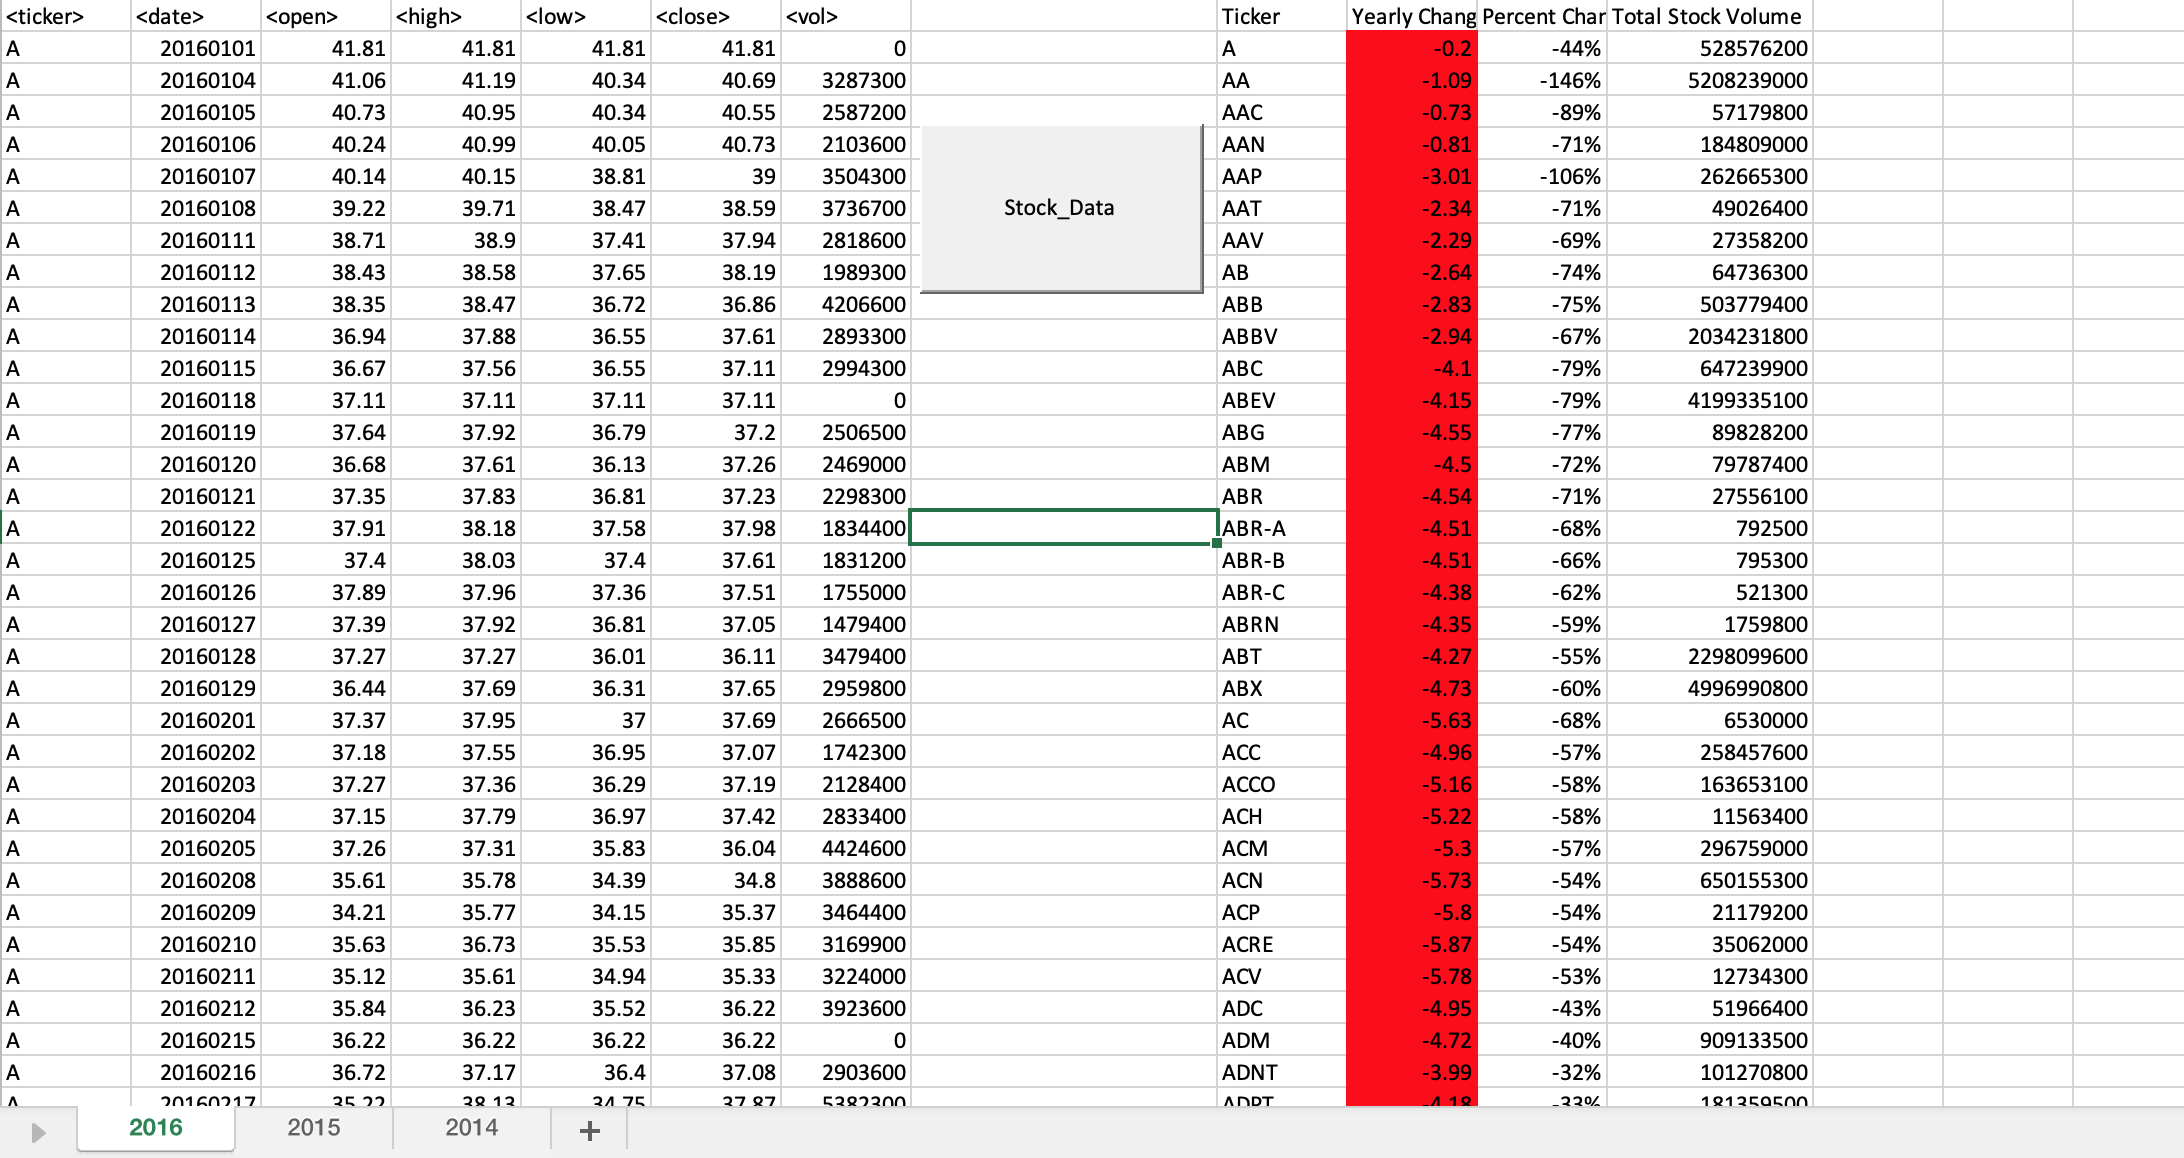 <ticker> <date> <open> <high> <low> <close> <vol> Ticker Yearly Chang Percent Char Total Stock Volume
A 20160101 41.81 41.81 41.81 41.81 0 A -0.2 -44% 528576200
A 20160104 41.06 41.19 40.34 40.69 3287300 AA -1.09 -146% 5208239000
A 20160105 40.73 40.95 40.34 40.55 2587200 AAC -0.73 -89% 57179800
A 20160106 40.24 40.99 40.05 40.73 2103600 AAN -0.81 -71% 184809000
A 20160107 40.14 40.15 38.81 39 3504300 AAP -3.01 -106% 262665300
A 20160108 39.22 39.71 38.47 38.59 3736700 Stock_Data AAT -2.34 -71% 49026400
A 20160111 38.71 38.9 37.41 37.94 2818600 AAV -2.29 -69% 27358200
A 20160112 38.43 38.58 37.65 38.19 1989300 AB -2.64 -74% 64736300
A 20160113 38.35 38.47 36.72 36.86 4206600 ABB -2.83 -75% 503779400
A 20160114 36.94 37.88 36.55 37.61 2893300 ABBV -2.94 -67% 2034231800
A 20160115 36.67 37.56 36.55 37.11 2994300 ABC -4.1 -79% 647239900
A 20160118 37.11 37.11 37.11 37.11 0 ABEV -4.15 -79% 4199335100
A 20160119 37.64 37.92 36.79 37.2 2506500 ABG -4.55 -77% 89828200
A 20160120 36.68 37.61 36.13 37.26 2469000 ABM -4.5 -72% 79787400
A 20160121 37.35 37.83 36.81 37.23 2298300 ABR -4.54 -71% 27556100
A 20160122 37.91 38.18 37.58 37.98 1834400 ABR-A -4.51 -68% 792500
A 20160125 37.4 38.03 37.4 37.61 1831200 ABR-B -4.51 -66% 795300
A 20160126 37.89 37.96 37.36 37.51 1755000 ABR-C -4.38 -62% 521300
A 20160127 37.39 37.92 36.81 37.05 1479400 ABRN -4.35 -59% 1759800
A 20160128 37.27 37.27 36.01 36.11 3479400 ABT -4.27 -55% 2298099600
A 20160129 36.44 37.69 36.31 37.65 2959800 ABX -4.73 -60% 4996990800
A 20160201 37.37 37.95 37 37.69 2666500 AC -5.63 -68% 6530000
A 20160202 37.18 37.55 36.95 37.07 1742300 ACC -4.96 -57% 258457600
A 20160203 37.27 37.36 36.29 37.19 2128400 ACCO -5.16 -58% 163653100
A 20160204 37.15 37.79 36.97 37.42 2833400 ACH -5.22 -58% 11563400
A 20160205 37.26 37.31 35.83 36.04 4424600 ACM -5.3 -57% 296759000
A 20160208 35.61 35.78 34.39 34.8 3888600 ACN -5.73 -54% 650155300
A 20160209 34.21 35.77 34.15 35.37 3464400 ACP -5.8 -54% 21179200
A 20160210 35.63 36.73 35.53 35.85 3169900 ACRE -5.87 -54% 35062000
A 20160211 35.12 35.61 34.94 35.33 3224000 ACV -5.78 -53% 12734300
A 20160212 35.84 36.23 35.52 36.22 3923600 ADC -4.95 -43% 51966400
A 20160215 36.22 36.22 36.22 36.22 0 ADM -4.72 -40% 909133500
A 20160216 36.72 37.17 36.4 37.08 2903600 ADNT -3.99 -32% 101270800
A 20160217 35.22 38.13 34.75 37.87 5382300 ADPT -4.18 -33% 181359500
2016 2015 2014 +